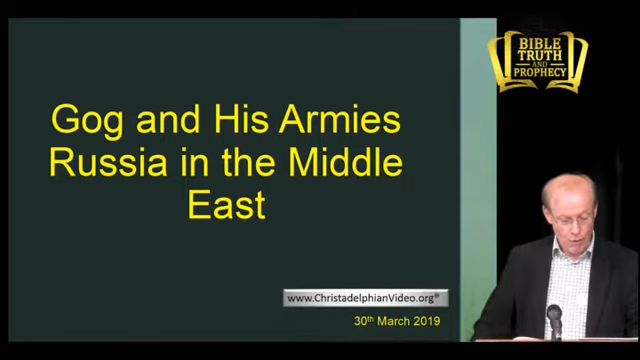 BIBLE
TRUTH
AND
PROPHECY
Gog and His Armies
Russia in the Middle
East
www.ChristadelphianVideo.org®
30th March 2019